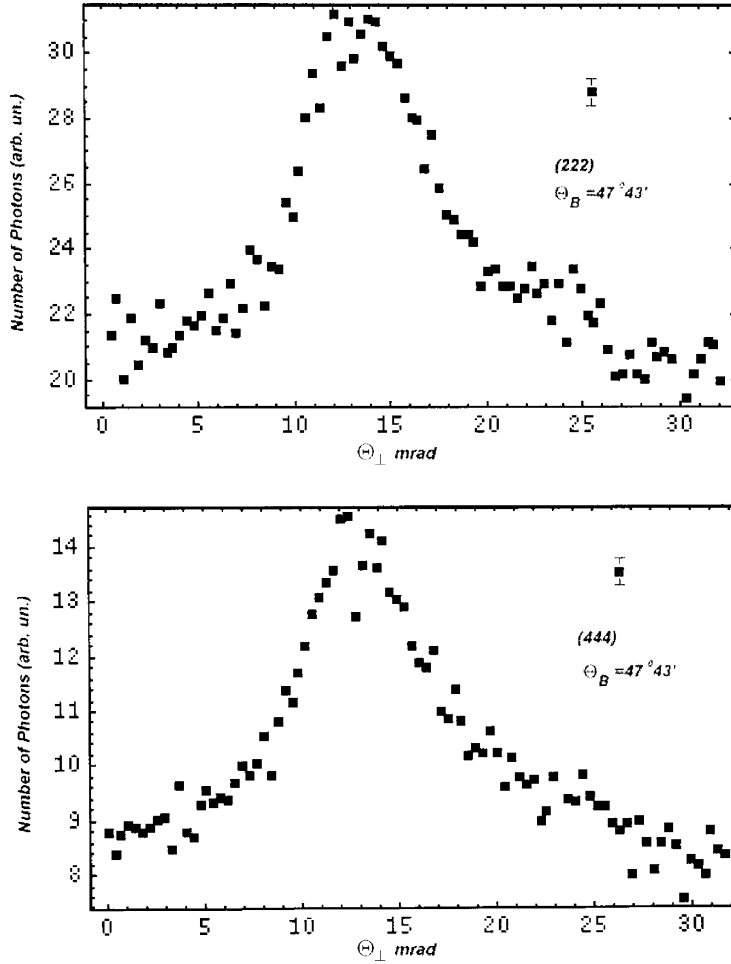 Number of Photons (arb. un.)
30
28
26
24
22
20
(222)
Θ_B =47 °43'
0 5 10 15 20 25 30
Θ_⊥ mrad
Number of Photons (arb. un.)
14
13
12
11
10
9
8
(444)
Θ_B =47 °43'
0 5 10 15 20 25 30
Θ_⊥ mrad